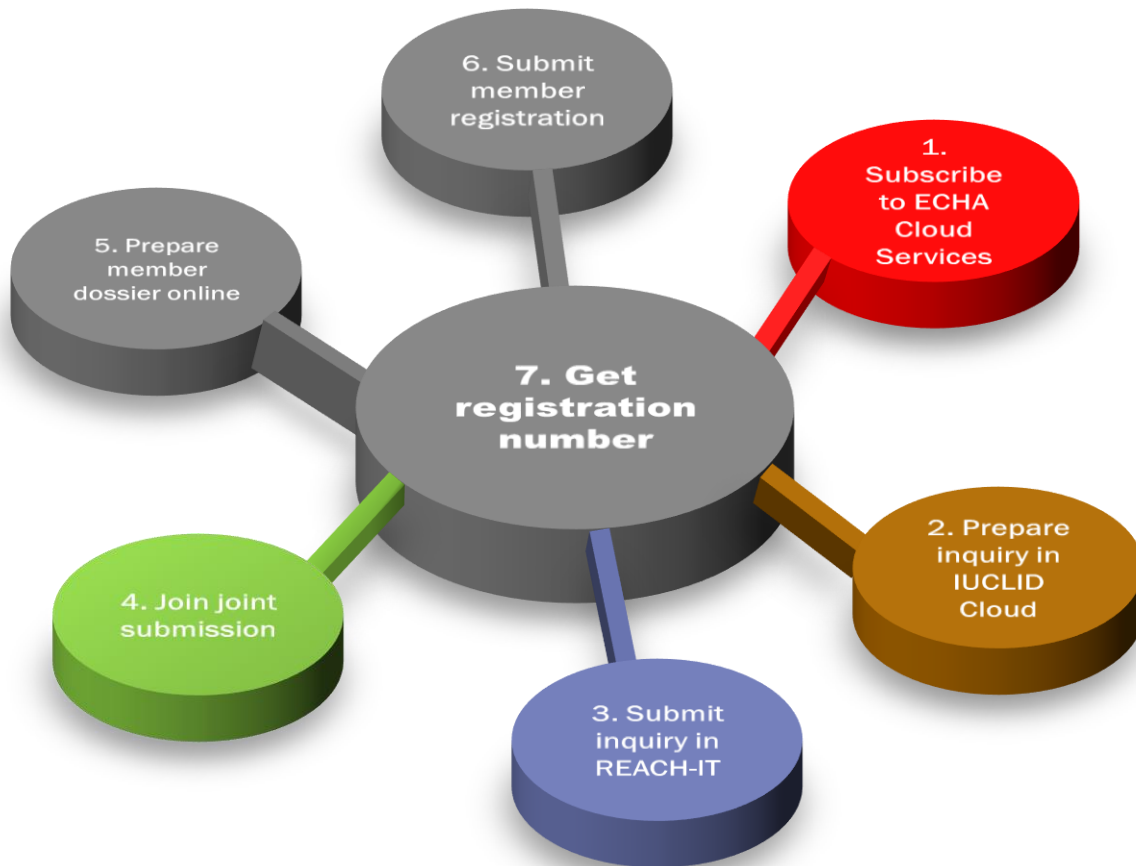 1.
Subscribe
to ECHA
Cloud
Services
2. Prepare
inquiry in
IUCLID
Cloud
3. Submit
inquiry in
REACH-IT
4. Join joint
submission
5. Prepare
member
dossier online
6. Submit
member
registration
7. Get
registration
number